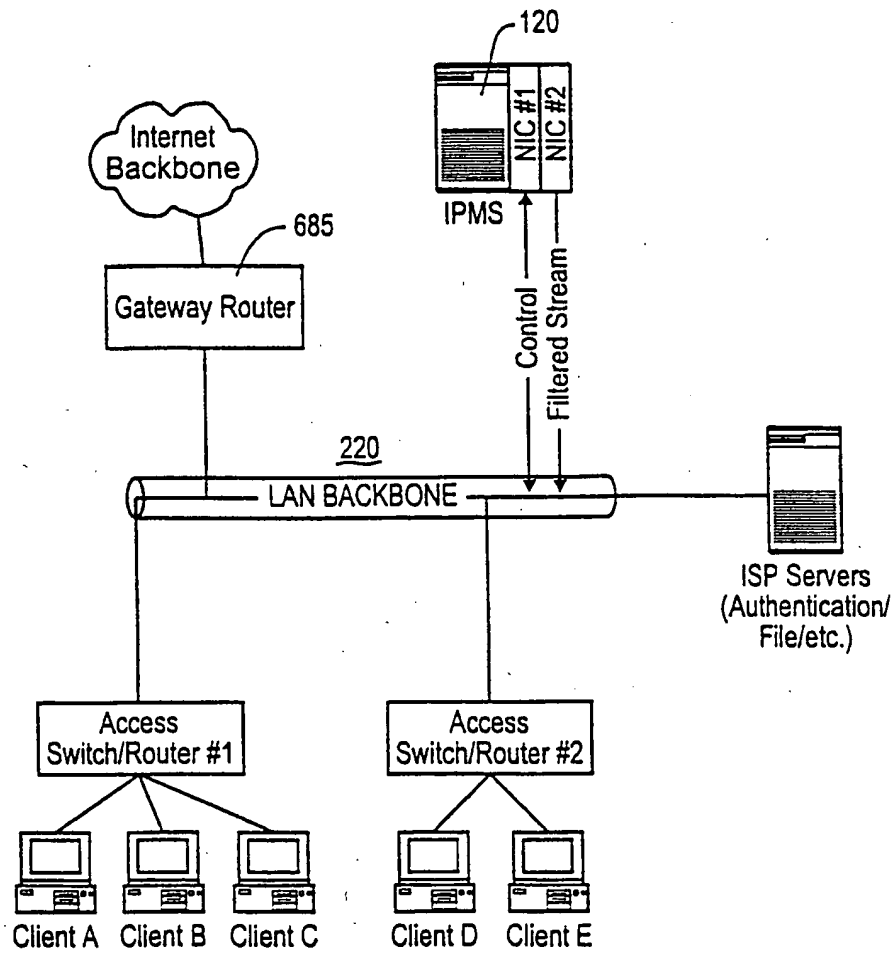 120
NIC #1
NIC #2
IPMS
Internet
Backbone
685
Gateway Router
Control
Filtered Stream
220
LAN BACKBONE
ISP Servers
(Authentication/
File/etc.)
Access
Switch/Router #1
Access
Switch/Router #2
Client A
Client B
Client C
Client D
Client E